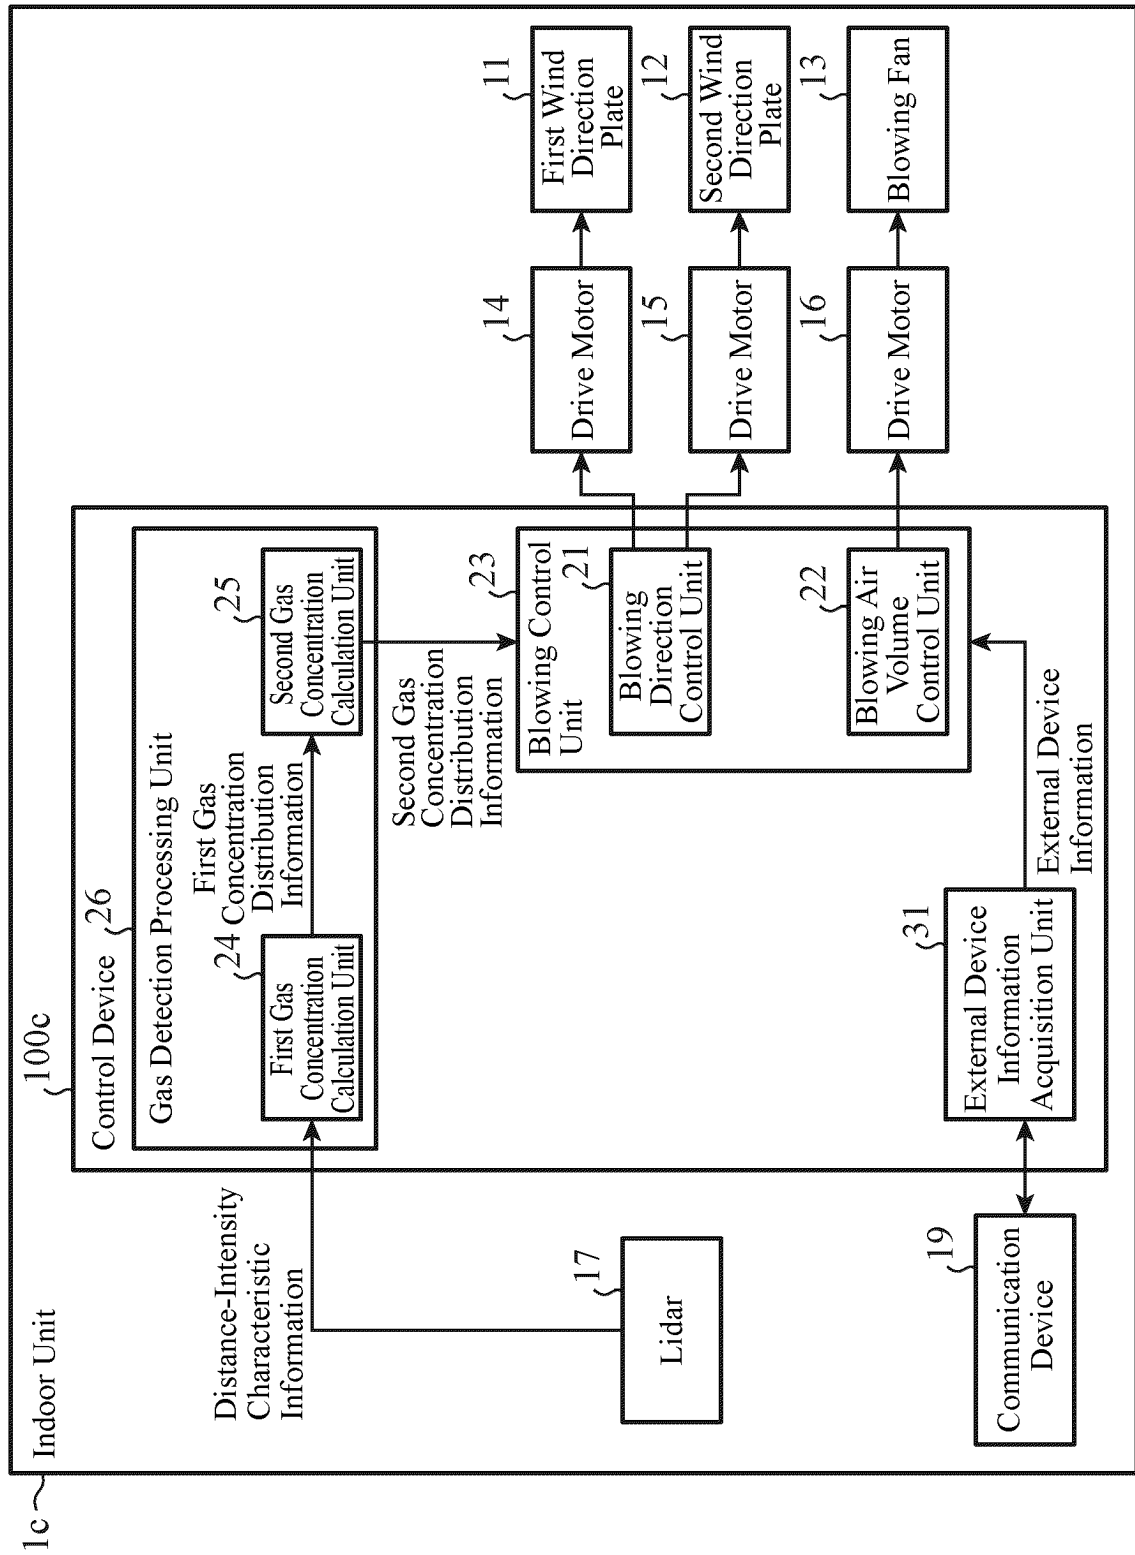 1c
Indoor Unit
100c
Control Device
26
Gas Detection Processing Unit
Distance-Intensity
Characteristic
Information
24
First Gas
Concentration
Calculation Unit
First Gas
Concentration
Distribution
Information
25
Second Gas
Concentration
Calculation Unit
Second Gas
Concentration
Distribution
Information
17
Lidar
23
Blowing Control
Unit
21
Blowing
Direction
Control Unit
22
Blowing Air
Volume
Control Unit
14
Drive Motor
11
First Wind
Direction
Plate
15
Drive Motor
12
Second Wind
Direction
Plate
16
Drive Motor
13
Blowing Fan
19
Communication
Device
31
External Device
Information
Acquisition Unit
External Device
Information